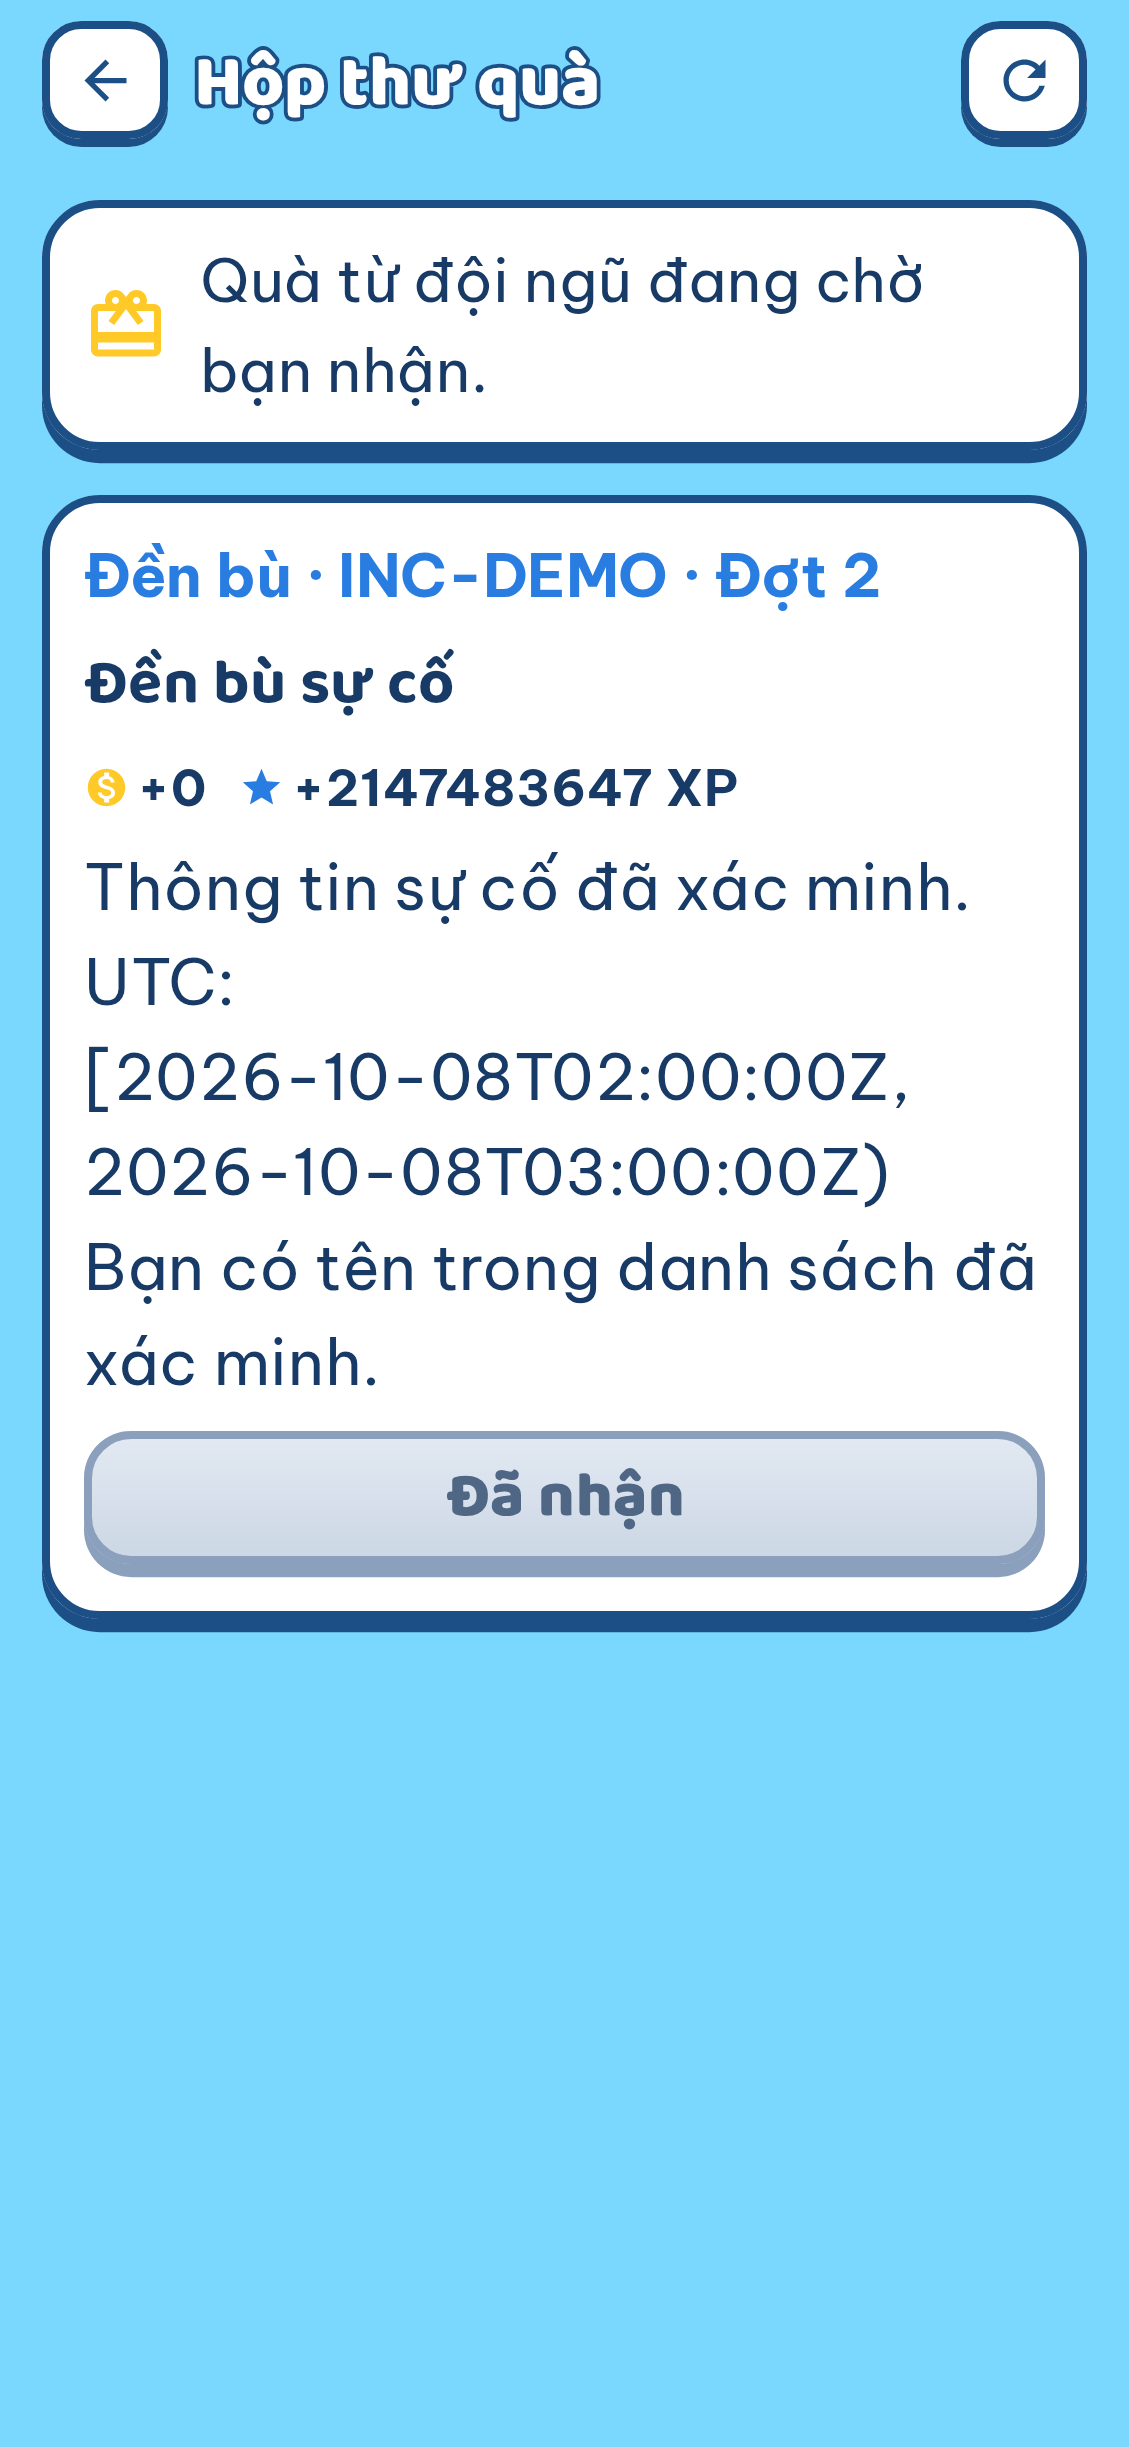 Hộp thư quà
Quà từ đội ngũ đang chờ
bạn nhận.
Đền bù · INC-DEMO · Đợt 2
Đền bù sự cố
+0 +2147483647 XP
Thông tin sự cố đã xác minh.
UTC:
[2026-10-08T02:00:00Z,
2026-10-08T03:00:00Z)
Bạn có tên trong danh sách đã
xác minh.
Đã nhận